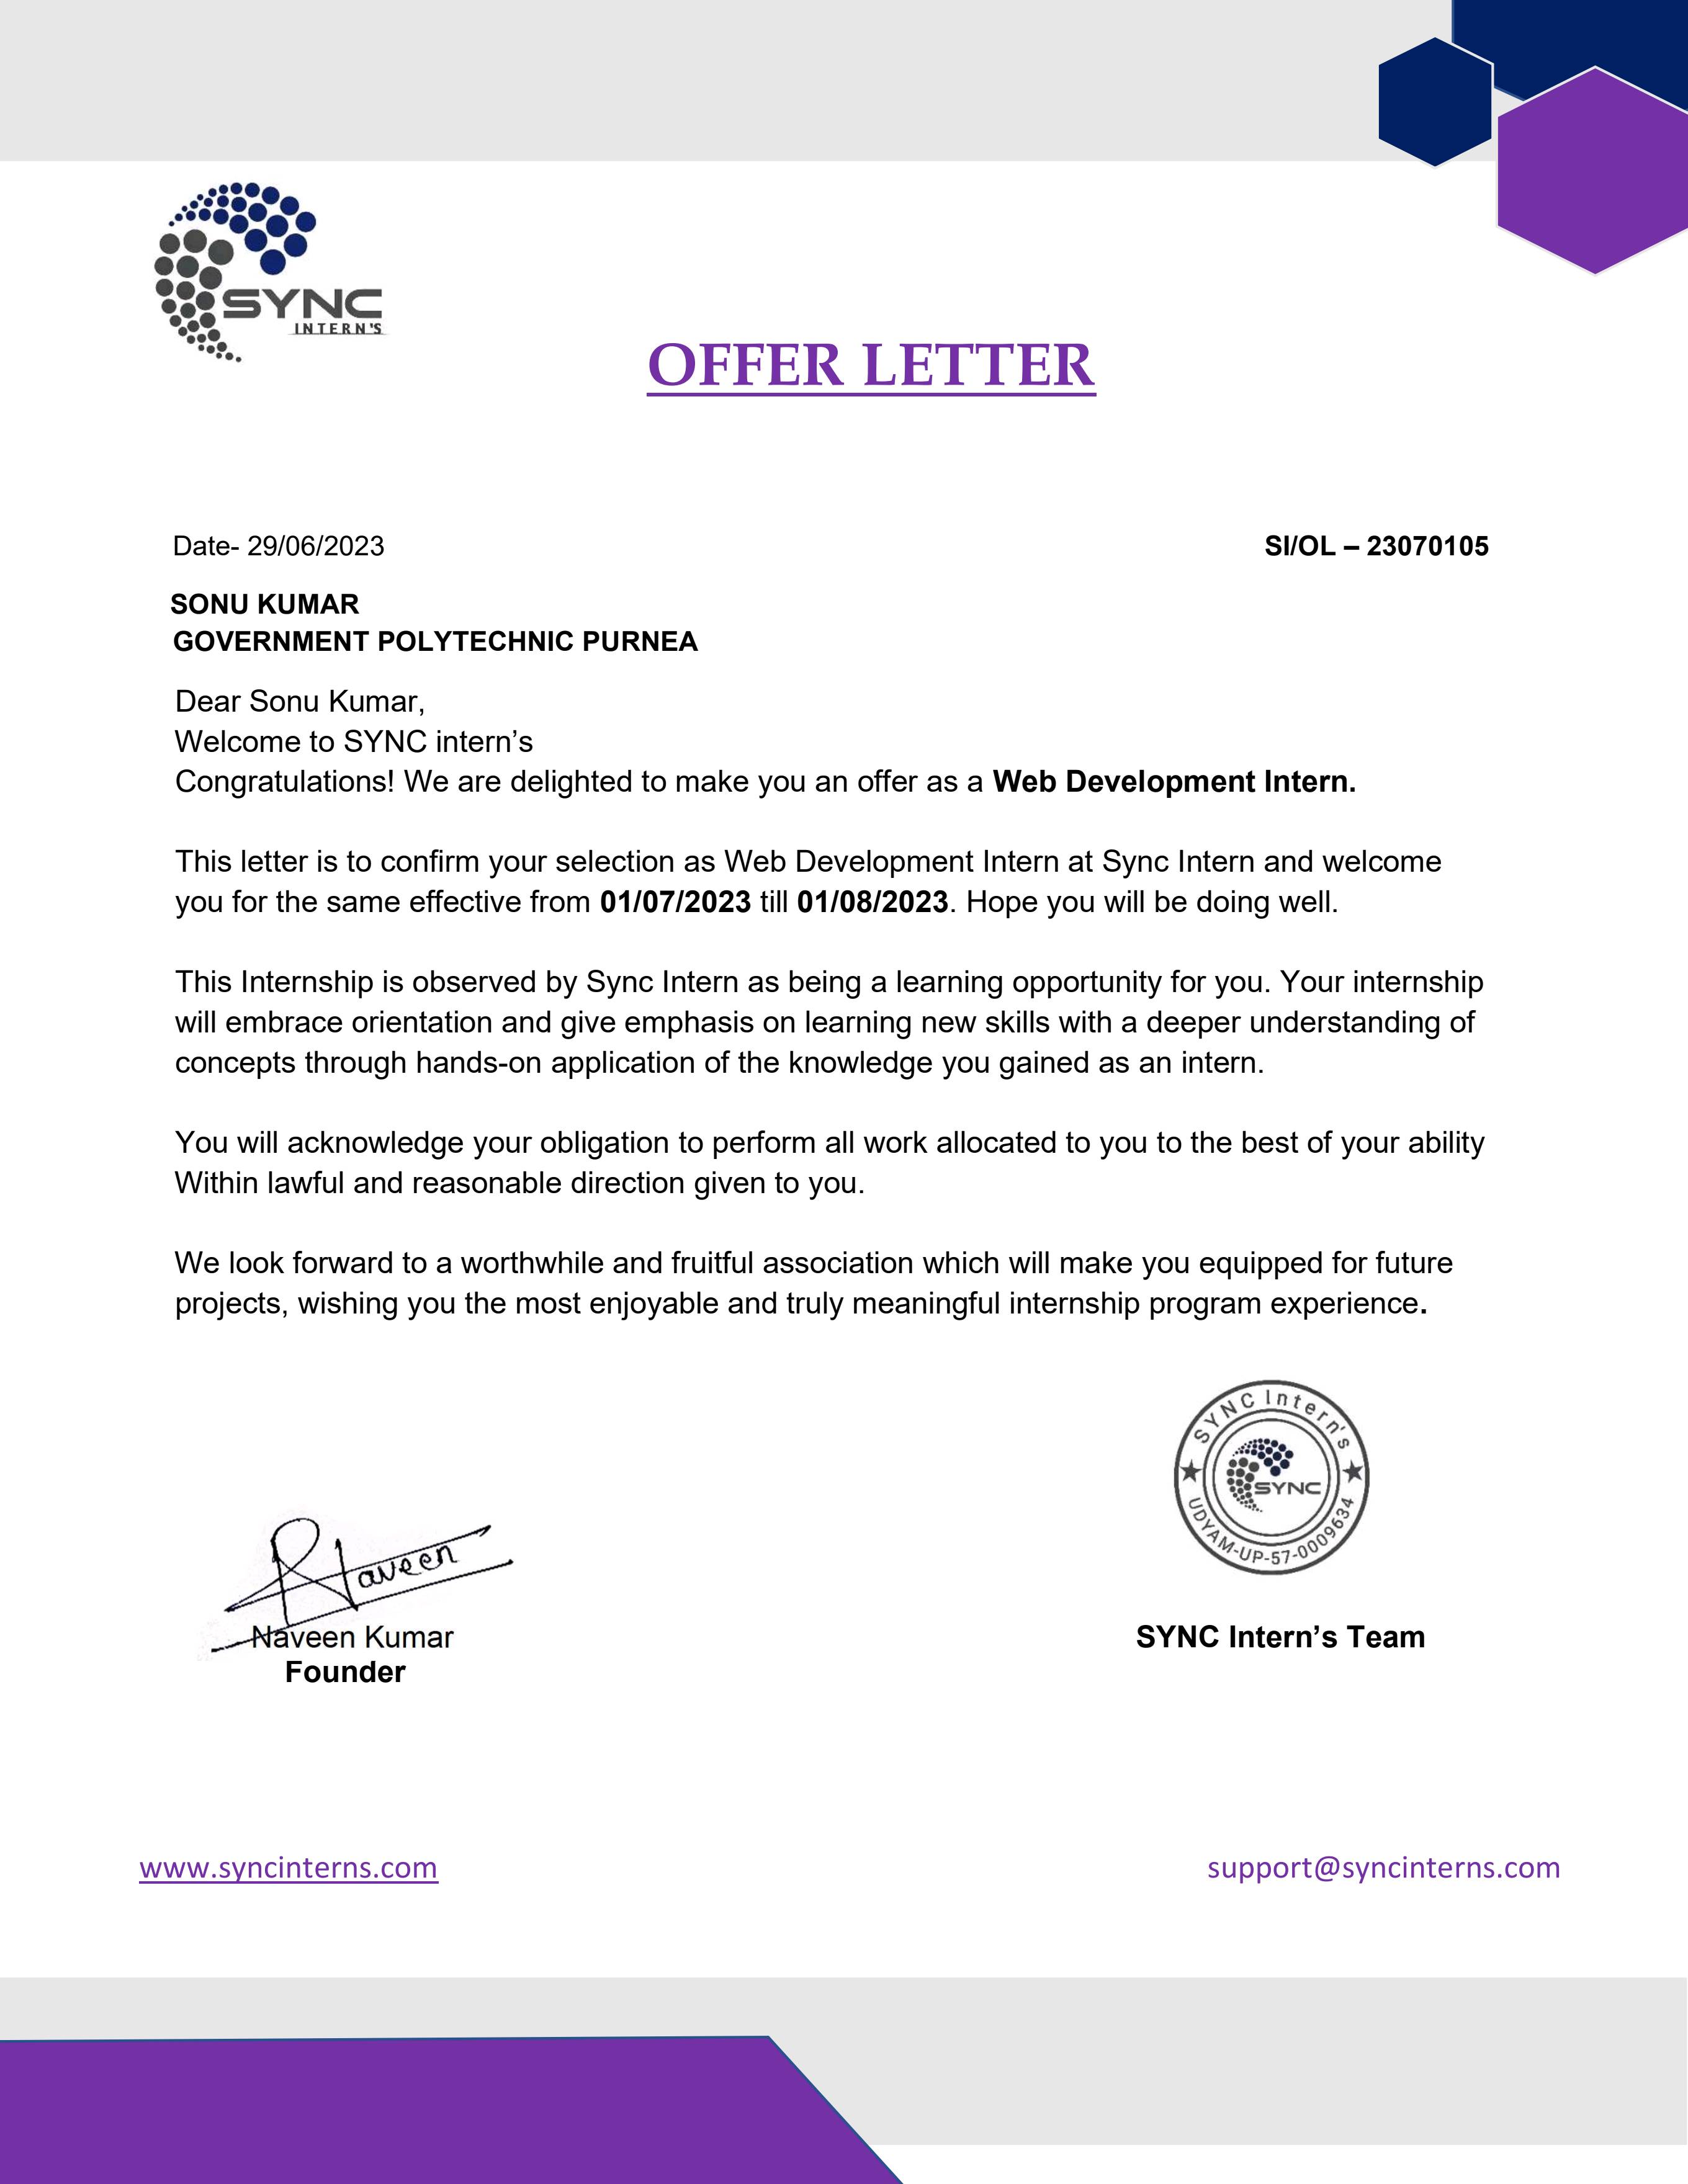 SYNC
INTERN'S
OFFER LETTER
Date- 29/06/2023
SI/OL – 23070105
SONU KUMAR
GOVERNMENT POLYTECHNIC PURNEA
Dear Sonu Kumar,
Welcome to SYNC intern’s
Congratulations! We are delighted to make you an offer as a Web Development Intern.
This letter is to confirm your selection as Web Development Intern at Sync Intern and welcome
you for the same effective from 01/07/2023 till 01/08/2023. Hope you will be doing well.
This Internship is observed by Sync Intern as being a learning opportunity for you. Your internship
will embrace orientation and give emphasis on learning new skills with a deeper understanding of
concepts through hands-on application of the knowledge you gained as an intern.
You will acknowledge your obligation to perform all work allocated to you to the best of your ability
Within lawful and reasonable direction given to you.
We look forward to a worthwhile and fruitful association which will make you equipped for future
projects, wishing you the most enjoyable and truly meaningful internship program experience.
SYNC Intern's
SYNC
UDYAM-UP-57-0009634
Naveen
Naveen Kumar
Founder
SYNC Intern’s Team
www.syncinterns.com
support@syncinterns.com